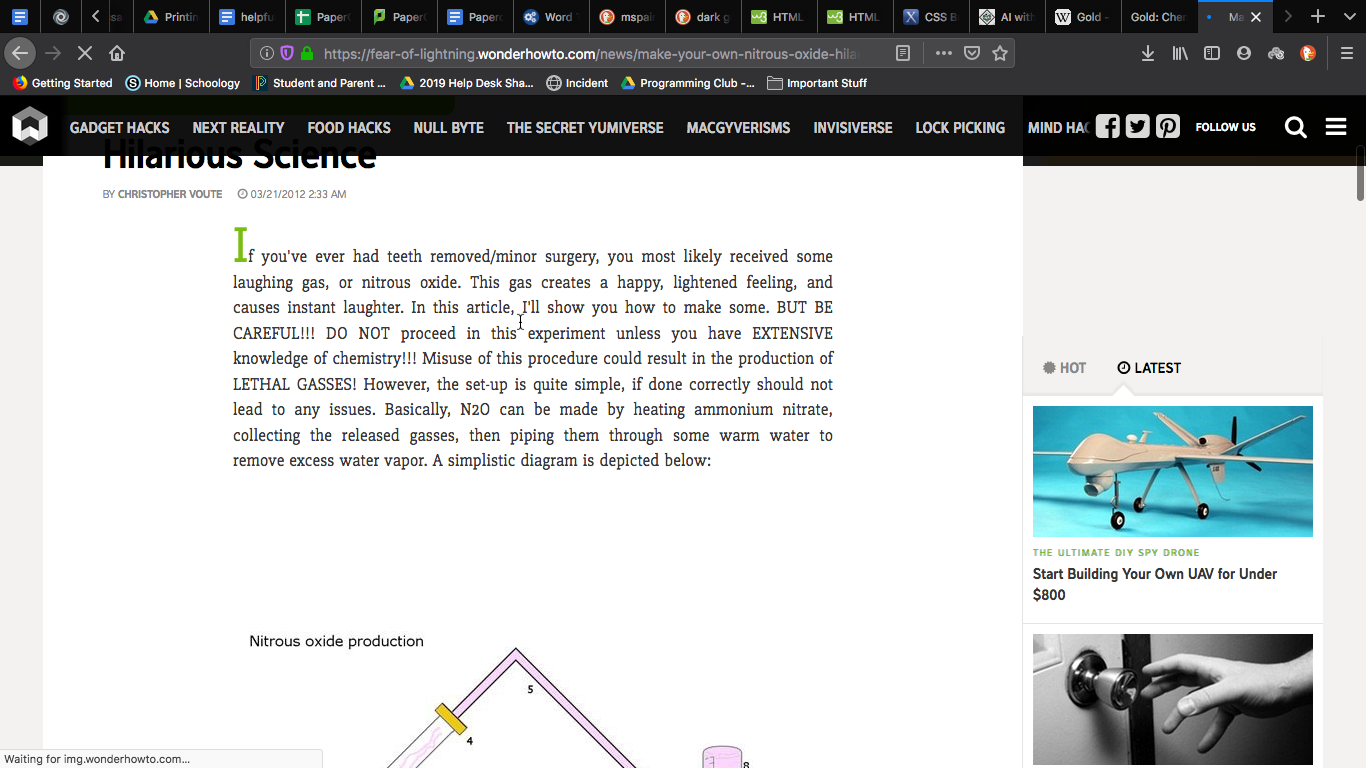 Printin
helpfu
Paper
Paper
Paperc
Word
mspai
dark g
HTML
HTML
CSS B
AI with
Gold -
Gold: Cher
Ma
https://fear-of-lightning.wonderhowto.com/news/make-your-own-nitrous-oxide-hila
Getting Started
Home | Schoology
Student and Parent ...
2019 Help Desk Sha...
Incident
Programming Club -...
Important Stuff
GADGET HACKS
NEXT REALITY
FOOD HACKS
NULL BYTE
THE SECRET YUMIVERSE
MACGYVERISMS
INVISIVERSE
LOCK PICKING
MIND HAC
FOLLOW US
Hilarious Science
BY CHRISTOPHER VOUTE 03/21/2012 2:33 AM
If you've ever had teeth removed/minor surgery, you most likely received some
laughing gas, or nitrous oxide. This gas creates a happy, lightened feeling, and
causes instant laughter. In this article, I'll show you how to make some. BUT BE
CAREFUL!!! DO NOT proceed in this experiment unless you have EXTENSIVE
knowledge of chemistry!!! Misuse of this procedure could result in the production of
LETHAL GASSES! However, the set-up is quite simple, if done correctly should not
lead to any issues. Basically, N2O can be made by heating ammonium nitrate,
collecting the released gasses, then piping them through some warm water to
remove excess water vapor. A simplistic diagram is depicted below:
Nitrous oxide production
5
4
8
HOT
LATEST
THE ULTIMATE DIY SPY DRONE
Start Building Your Own UAV for Under
$800
Waiting for img.wonderhowto.com...